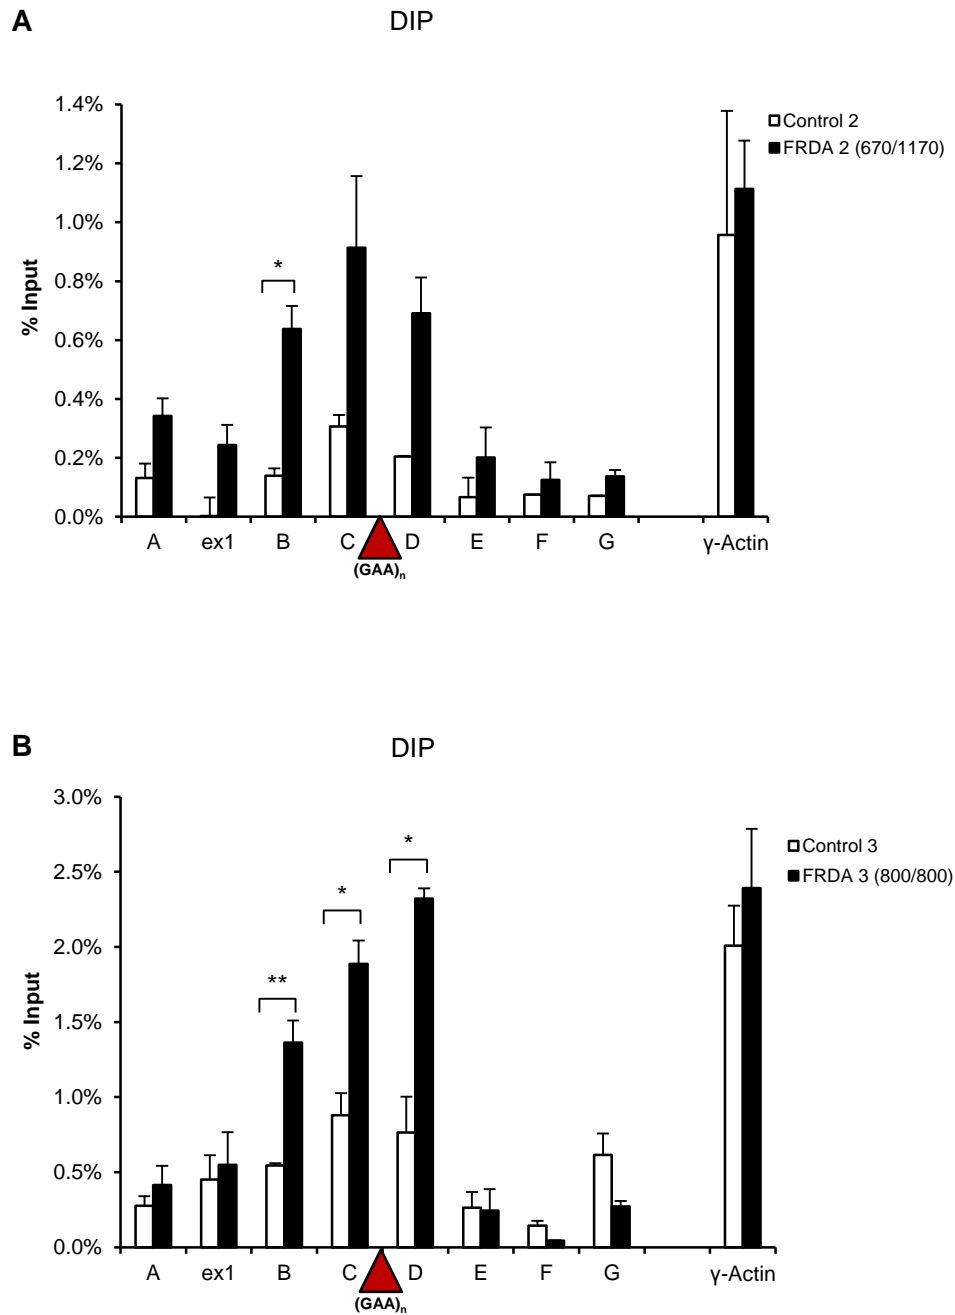 A
DIP
1.4%
1.2%
1.0%
0.8%
0.6%
0.4%
0.2%
0.0%
% Input
*
Control 2
FRDA 2 (670/1170)
A ex1 B C D E F G γ-Actin
(GAA)n
B
DIP
3.0%
2.5%
2.0%
1.5%
1.0%
0.5%
0.0%
% Input
**
*
*
Control 3
FRDA 3 (800/800)
A ex1 B C D E F G γ-Actin
(GAA)n